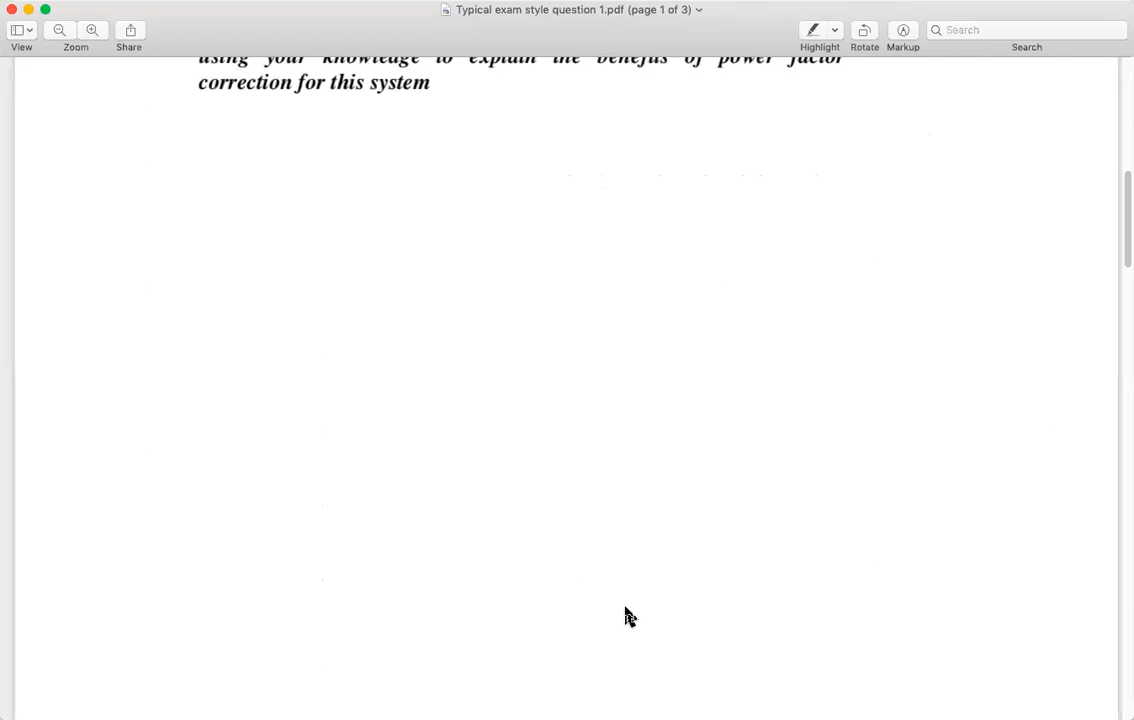 Typical exam style question 1.pdf (page 1 of 3)
View Zoom Share Highlight Rotate Markup Search Search
using your knowledge to explain the benefits of power factor
correction for this system